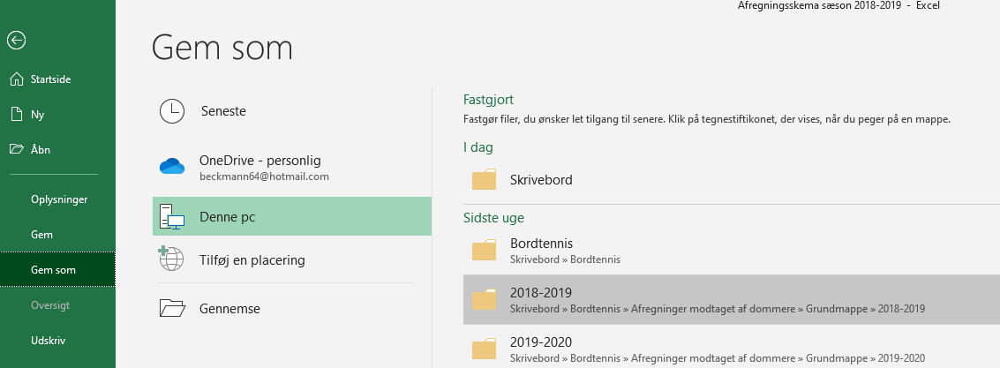 Afregningsskema sæson 2018-2019 - Excel
Gem som
Startside
Ny
Åbn
Oplysninger
Gem
Gem som
Oversigt
Udskriv
Seneste
OneDrive - personlig
beckmann64@hotmail.com
Denne pc
Tilføj en placering
Gennemse
Fastgjort
Fastgør filer, du ønsker let tilgang til senere. Klik på tegnestiftikonet, der vises, når du peger på en mappe.
I dag
Skrivebord
Sidste uge
Bordtennis
Skrivebord » Bordtennis
2018-2019
Skrivebord » Bordtennis » Afregninger modtaget af dommere » Grundmappe » 2018-2019
2019-2020
Skrivebord » Bordtennis » Afregninger modtaget af dommere » Grundmappe » 2019-2020